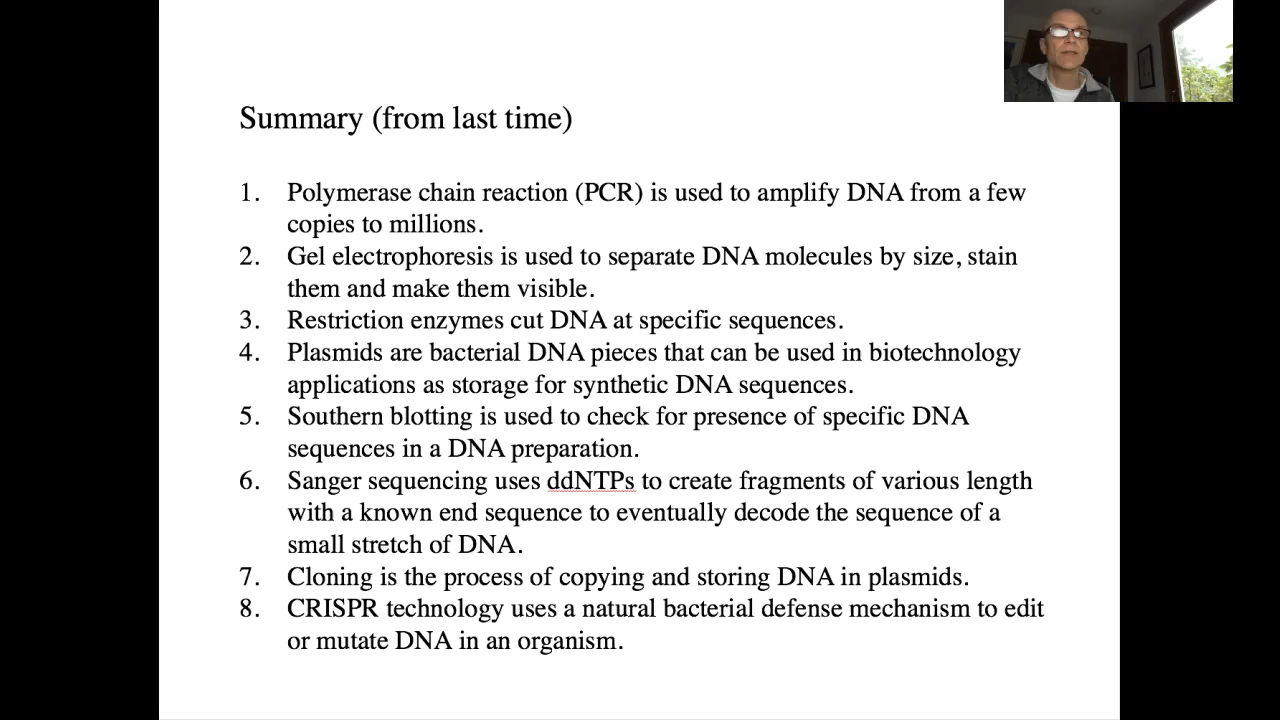 Summary (from last time)
1. Polymerase chain reaction (PCR) is used to amplify DNA from a few
copies to millions.
2. Gel electrophoresis is used to separate DNA molecules by size, stain
them and make them visible.
3. Restriction enzymes cut DNA at specific sequences.
4. Plasmids are bacterial DNA pieces that can be used in biotechnology
applications as storage for synthetic DNA sequences.
5. Southern blotting is used to check for presence of specific DNA
sequences in a DNA preparation.
6. Sanger sequencing uses ddNTPs to create fragments of various length
with a known end sequence to eventually decode the sequence of a
small stretch of DNA.
7. Cloning is the process of copying and storing DNA in plasmids.
8. CRISPR technology uses a natural bacterial defense mechanism to edit
or mutate DNA in an organism.